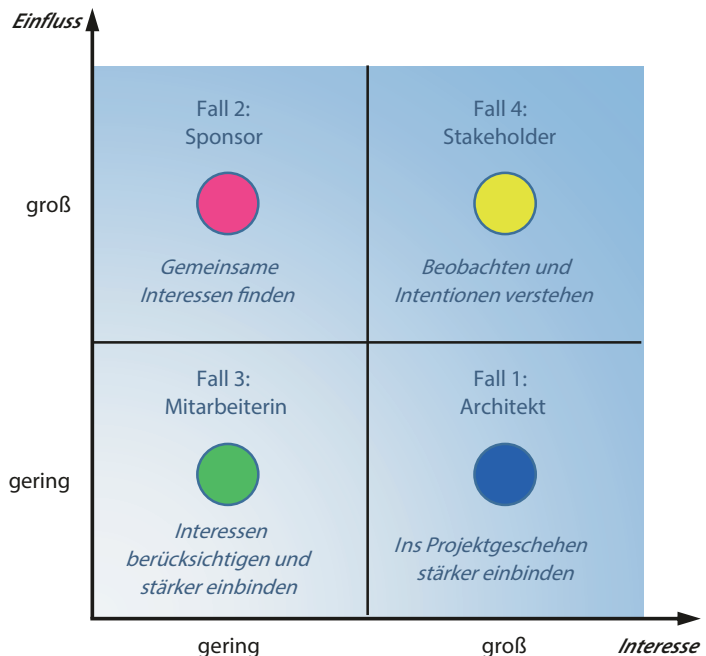 Einfluss
Fall 2:
Sponsor
Fall 4:
Stakeholder
groß
Gemeinsame
Interessen finden
Beobachten und
Intentionen verstehen
Fall 3:
Mitarbeiterin
Fall 1:
Architekt
gering
Interessen
berücksichtigen und
stärker einbinden
Ins Projektgeschehen
stärker einbinden
gering
groß
Interesse